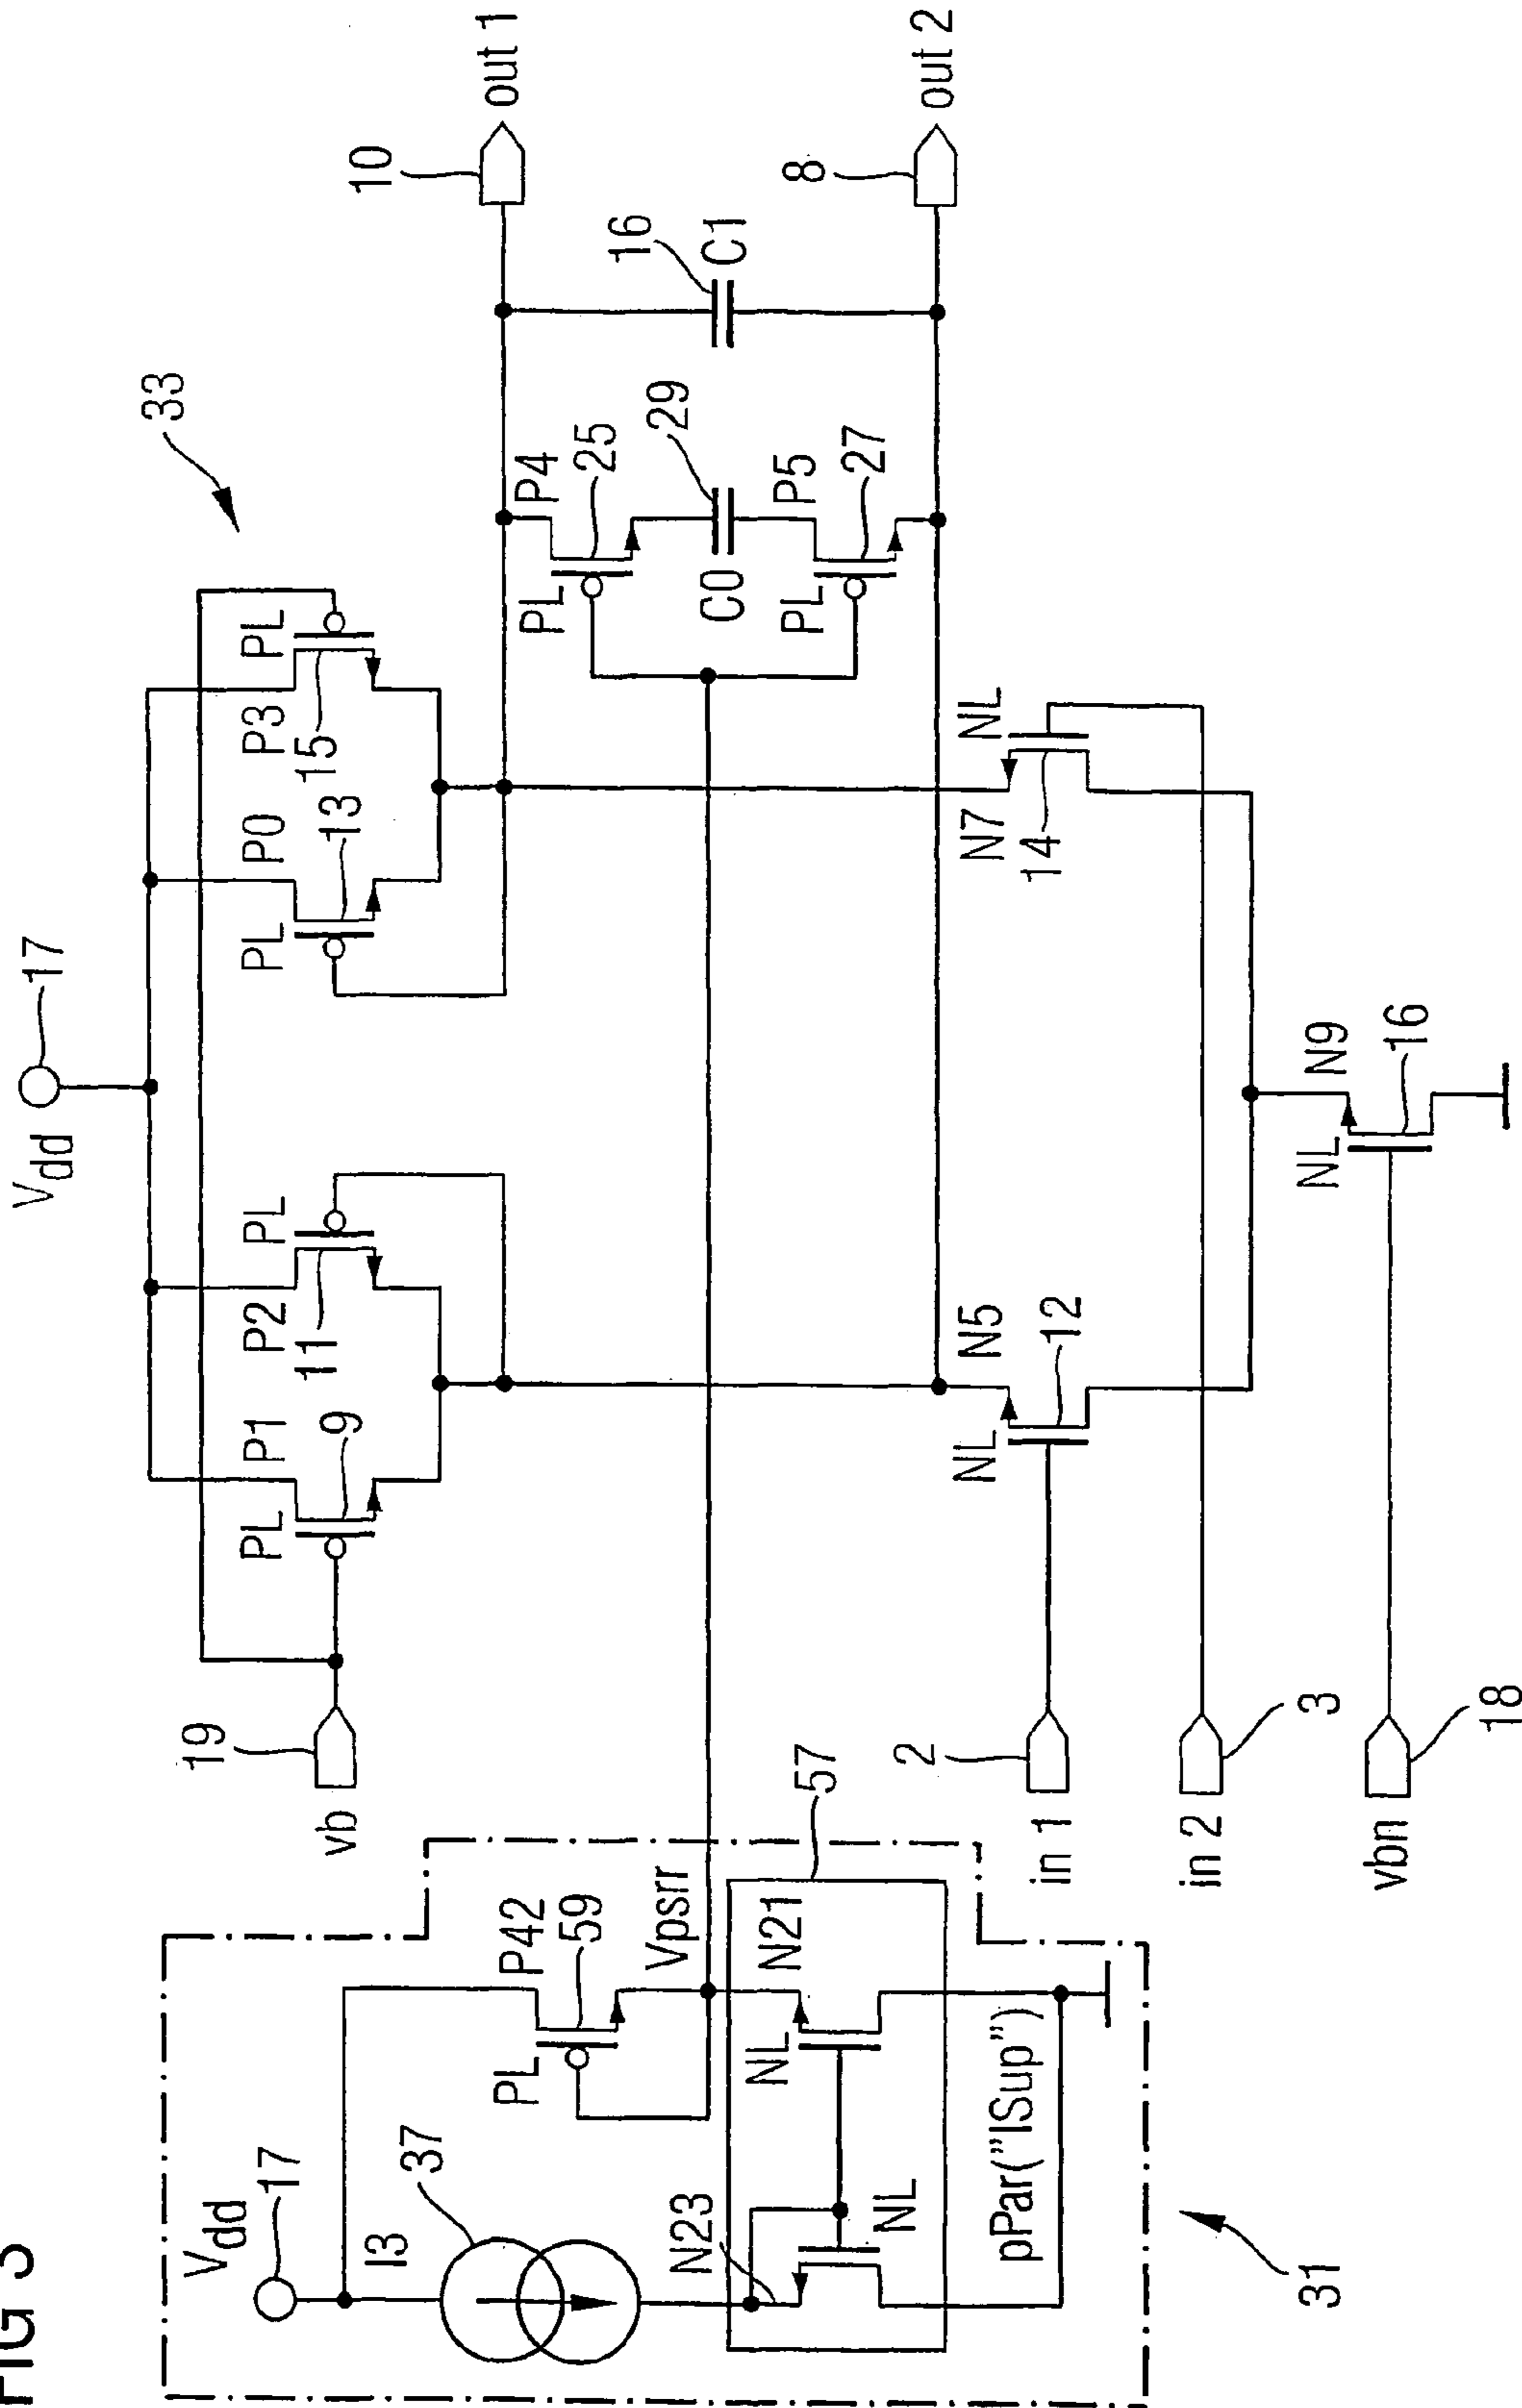 FIG
Vdd
17
vb
19
PL
P1
9
P2
11
PL
Vdd
17
PL
P0
13
P3
15
PL
33
I3
37
PL
P42
59
Vpsrr
N23
NL
NL
N21
57
pPar("ISup")
31
in 1
2
in 2
3
vbn
18
NL
N5
12
N7
14
NL
NL
N9
16
PL
P4
25
C0
29
PL
P5
27
16
C1
10
out 1
8
out 2